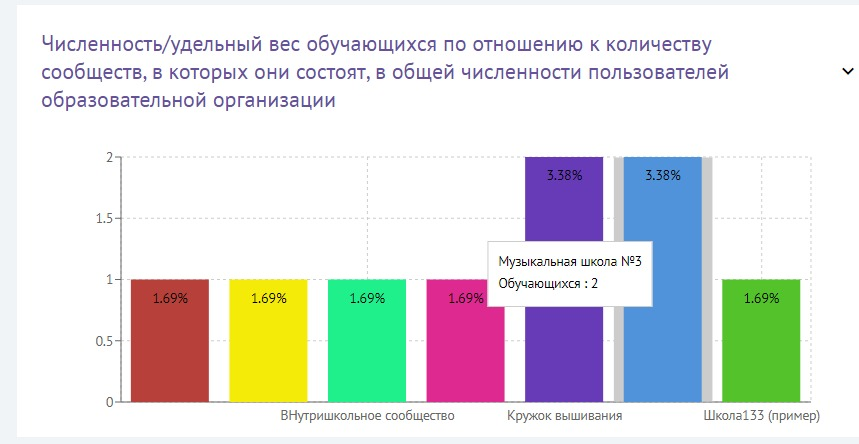 Численность/удельный вес обучающихся по отношению к количеству
сообществ, в которых они состоят, в общей численности пользователей
образовательной организации
2
3.38%
3.38%
1.5
Музыкальная школа №3
Обучающихся : 2
1
1.69%
1.69%
1.69%
1.69%
1.69%
0.5
0
ВНутришкольное сообщество
Кружок вышивания
Школа133 (пример)